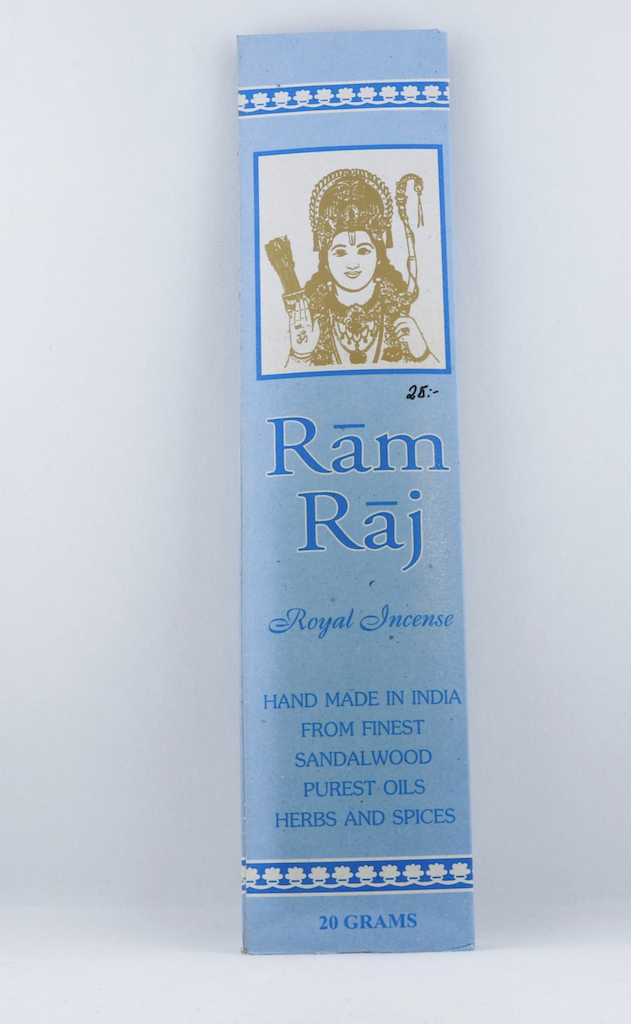 ॐ
25:-
Rām
Rāj
Royal Incense
HAND MADE IN INDIA
FROM FINEST
SANDALWOOD
PUREST OILS
HERBS AND SPICES
20 GRAMS